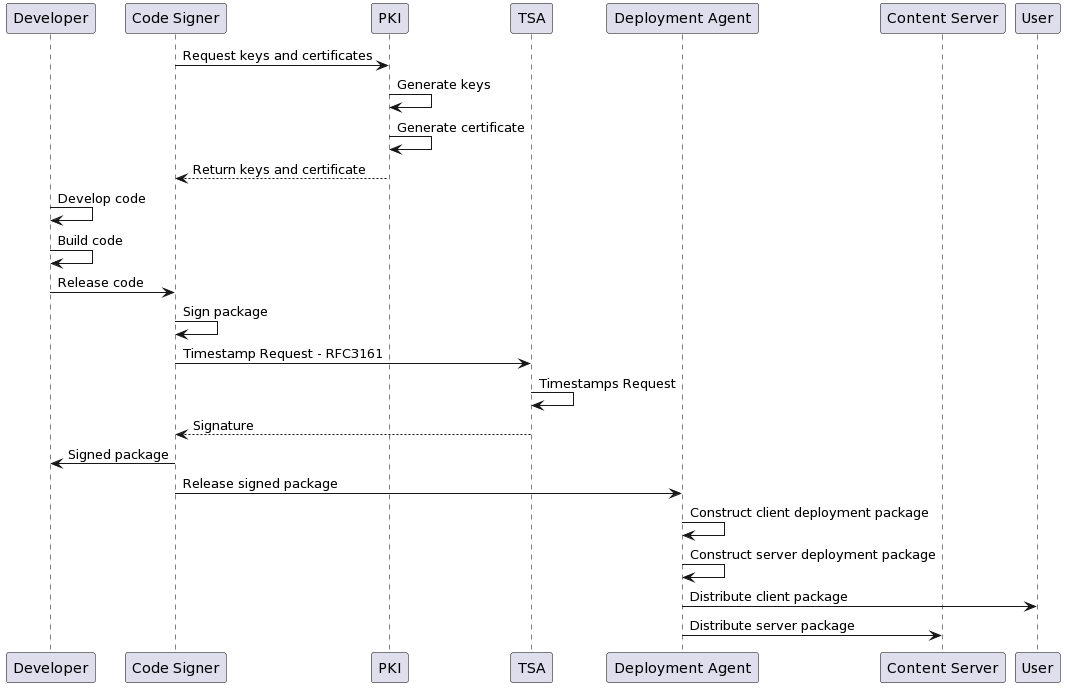 Developer
Code Signer
PKI
TSA
Deployment Agent
Content Server
User
Request keys and certificates
Generate keys
Generate certificate
Return keys and certificate
Develop code
Build code
Release code
Sign package
Timestamp Request - RFC3161
Timestamps Request
Signature
Signed package
Release signed package
Construct client deployment package
Construct server deployment package
Distribute client package
Distribute server package
Developer
Code Signer
PKI
TSA
Deployment Agent
Content Server
User